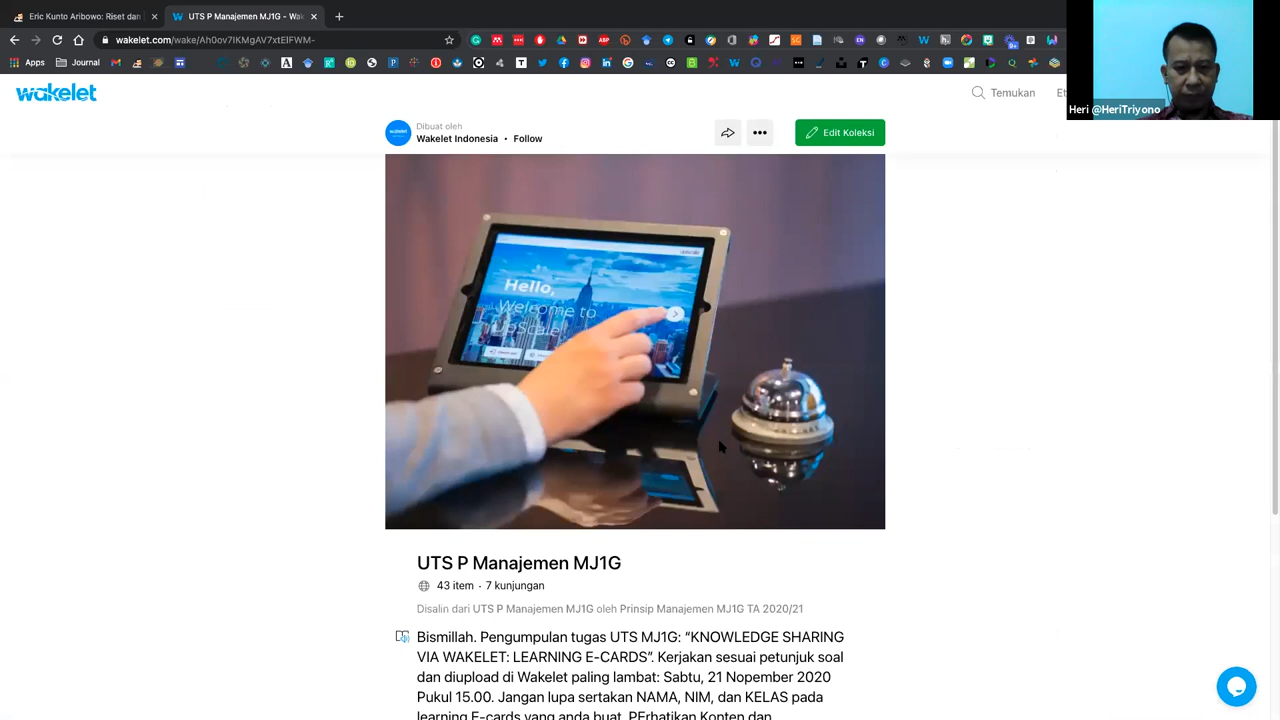 Eric Kunto Aribowo: Riset dan
UTS P Manajemen MJ1G - Wak
wakelet.com/wake/Ah0ov7IKMgAV7xtElFWM-
Apps
Journal
Heri @HeriTriyono
wakelet
Temukan
Et
Dibuat oleh
Wakelet Indonesia • Follow
Edit Koleksi
Hello,
Welcome to
UpScale
UTS P Manajemen MJ1G
43 item · 7 kunjungan
Disalin dari UTS P Manajemen MJ1G oleh Prinsip Manajemen MJ1G TA 2020/21
Bismillah. Pengumpulan tugas UTS MJ1G: “KNOWLEDGE SHARING
VIA WAKELET: LEARNING E-CARDS”. Kerjakan sesuai petunjuk soal
dan diupload di Wakelet paling lambat: Sabtu, 21 Nopember 2020
Pukul 15.00. Jangan lupa sertakan NAMA, NIM, dan KELAS pada
learning E-cards yang anda buat. PErhatikan Konten dan